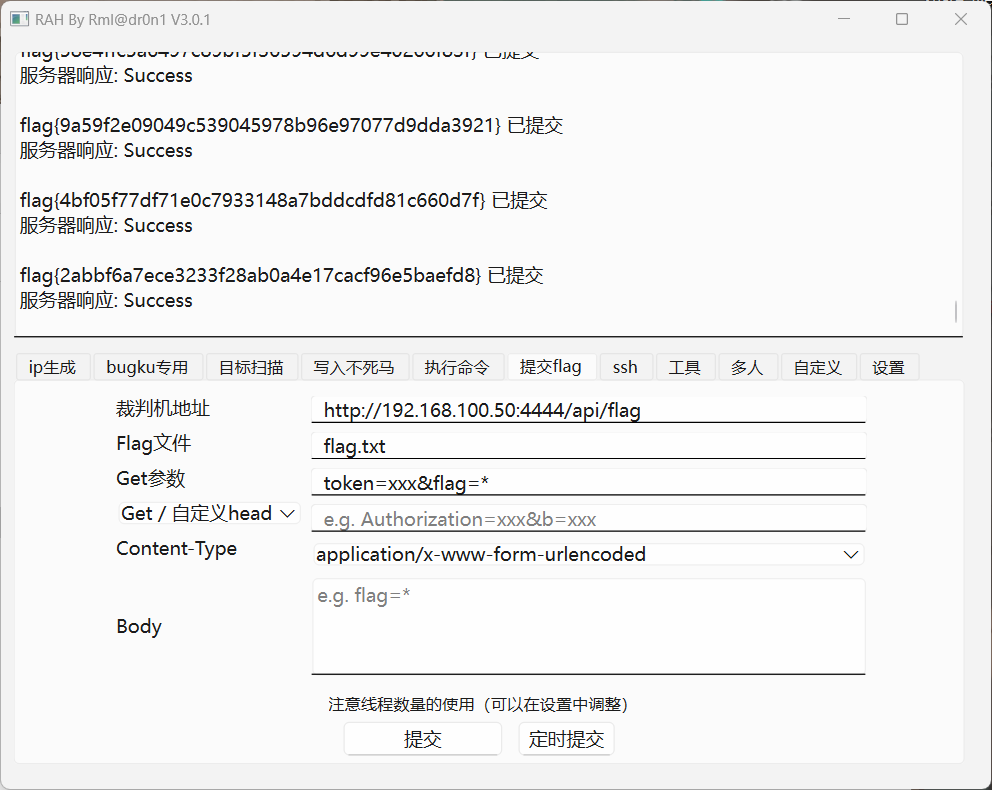 RAH By Rml@dr0n1 V3.0.1
服务器响应: Success
flag{9a59f2e09049c539045978b96e97077d9dda3921} 已提交
服务器响应: Success
flag{4bf05f77df71e0c7933148a7bddcdfd81c660d7f} 已提交
服务器响应: Success
flag{2abbf6a7ece3233f28ab0a4e17cacf96e5baefd8} 已提交
服务器响应: Success
ip生成 bugku专用 目标扫描 写入不死马 执行命令 提交flag ssh 工具 多人 自定义 设置
裁判机地址 http://192.168.100.50:4444/api/flag
Flag文件 flag.txt
Get参数 token=xxx&flag=*
Get / 自定义head e.g. Authorization=xxx&b=xxx
Content-Type application/x-www-form-urlencoded
e.g. flag=*
Body
注意线程数量的使用（可以在设置中调整）
提交 定时提交